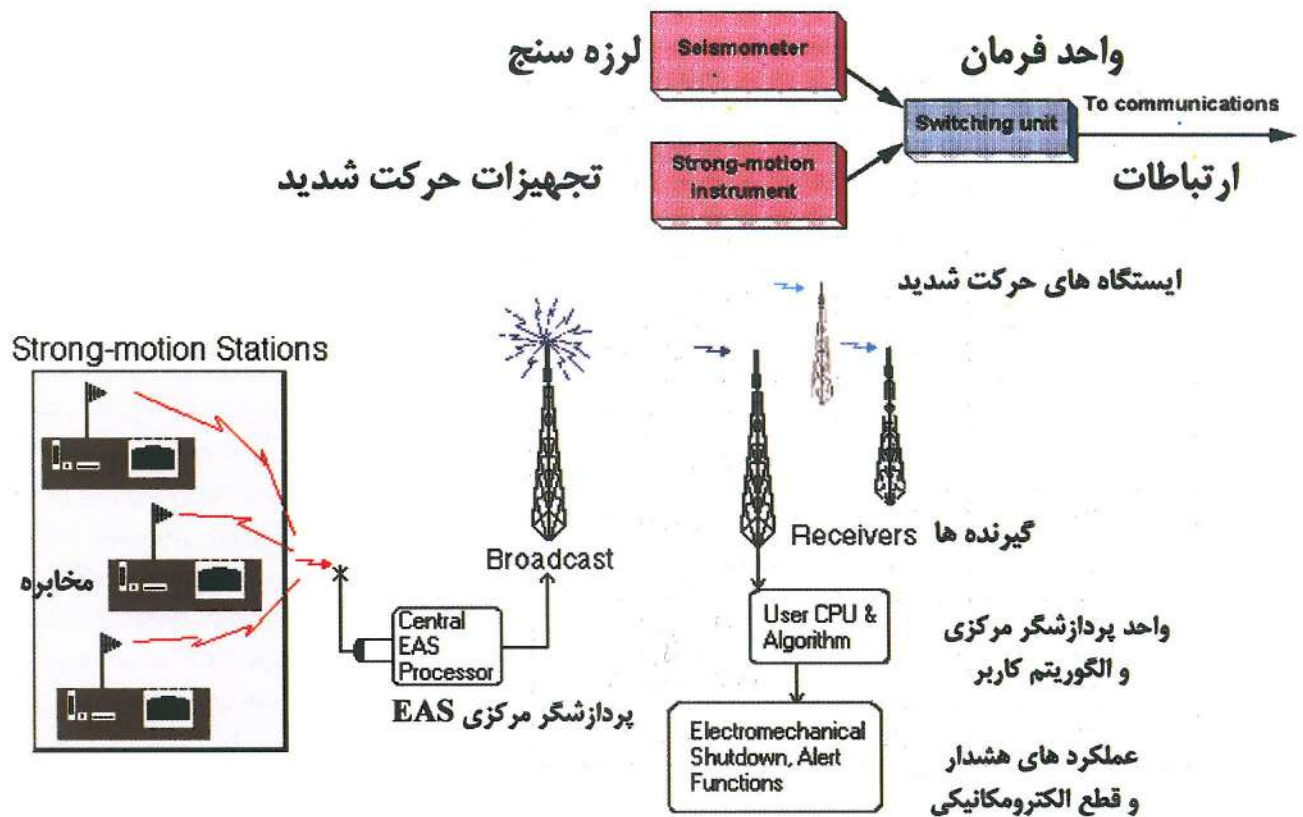 لرزه سنج
Seismometer
واحد فرمان
Switching unit
To communications
ارتباطات
تجهیزات حرکت شدید
Strong-motion
instrument
ایستگاه های حرکت شدید
Strong-motion Stations
مخابره
Broadcast
Central
EAS
Processor
پردازشگر مرکزی EAS
Receivers گیرنده ها
User CPU &
Algorithm
واحد پردازشگر مرکزی
و الگوریتم کاربر
Electromechanical
Shutdown, Alert
Functions
عملکرد های هشدار
و قطع الکترومکانیکی